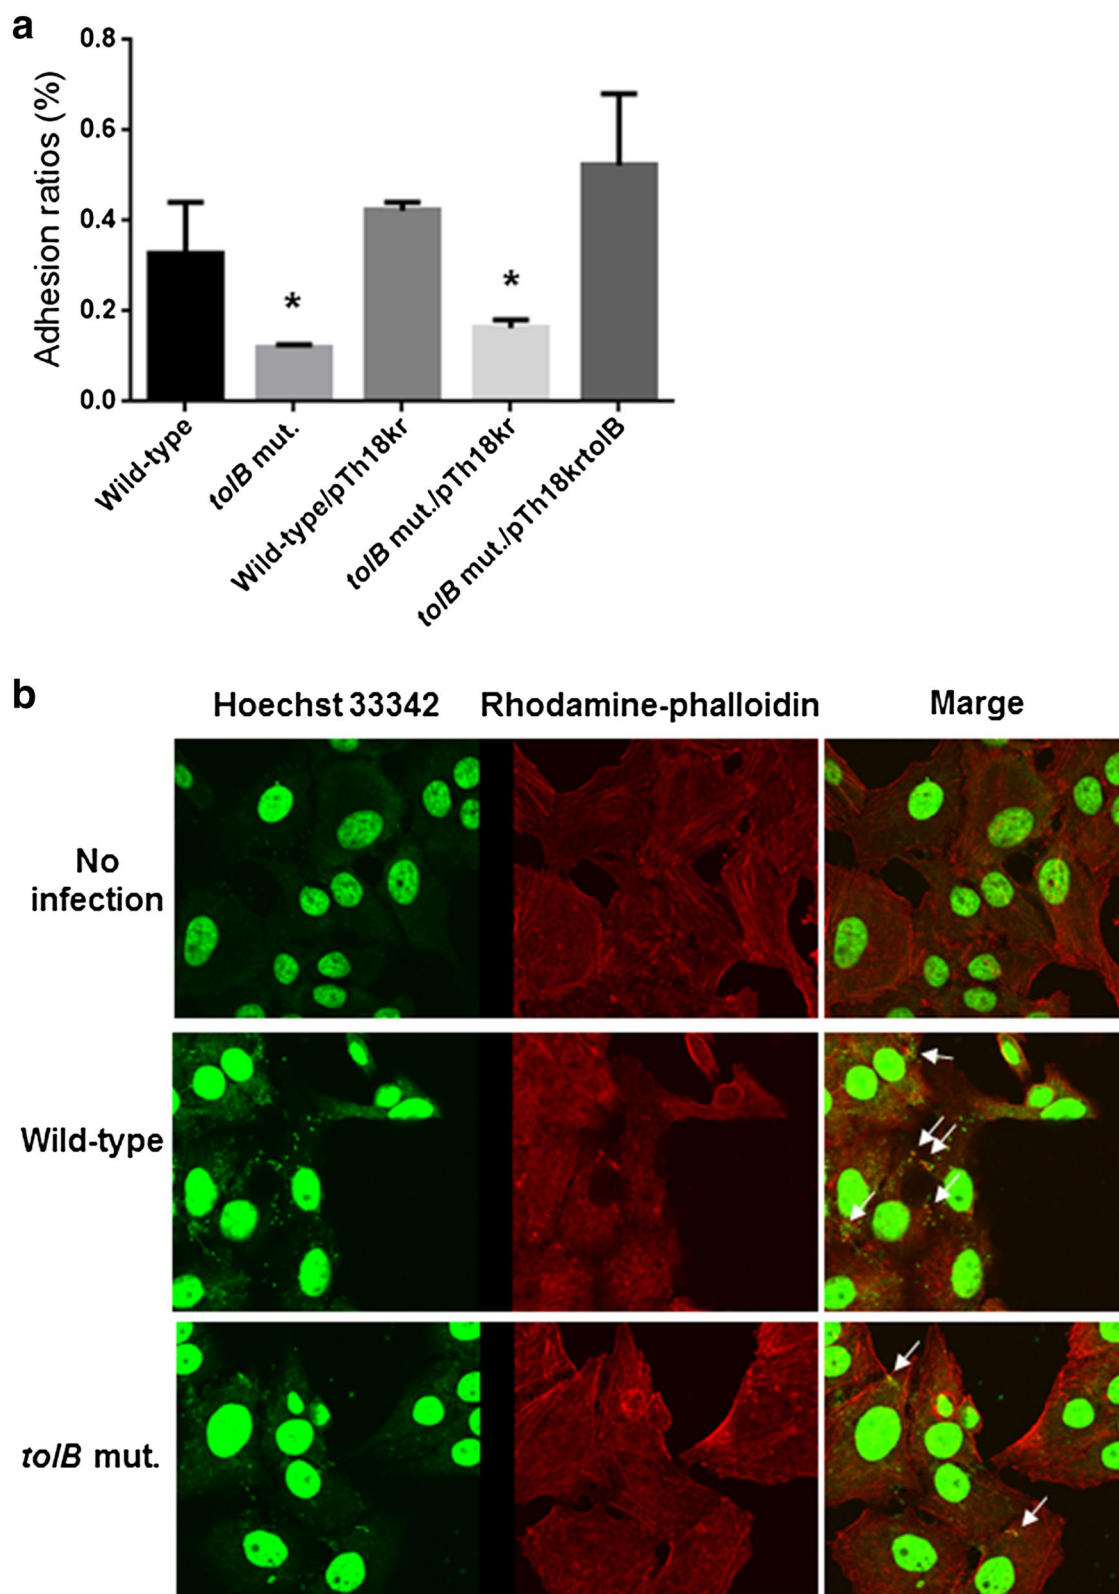 a
Adhesion ratios (%)
0.8
0.6
0.4
0.2
0.0
*
*
Wild-type
tolB mut.
Wild-type/pTh18kr
tolB mut./pTh18kr
tolB mut./pTh18krtolB
b
Hoechst 33342
Rhodamine-phalloidin
Marge
No
infection
Wild-type
tolB mut.